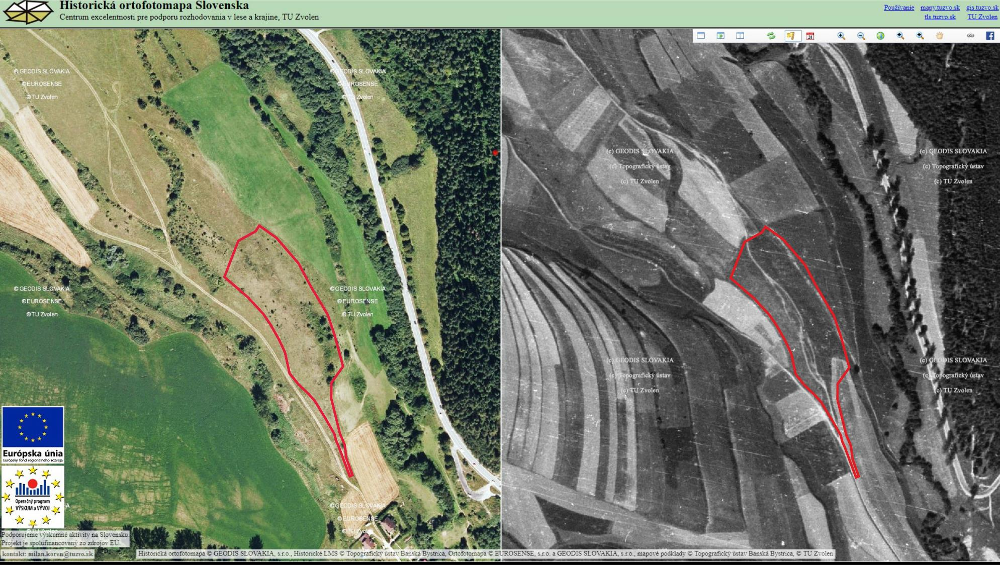 Historická ortofotomapa Slovenska
Centrum excelentnosti pre podporu rozhodovania v lese a krajine, TU Zvolen
Používanie mapy.tuzvo.sk gis.tuzvo.sk
tls.tuzvo.sk TU Zvolen
31
© GEODIS SLOVAKIA
©EUROSENSE
©TU Zvolen
© GEODIS SLOVAKIA
© EUROSENSE
© TU Zvolen
(c) GEODIS SLOVAKIA
(c) Topografický ústav
(c) TU Zvolen
(c) GEODIS SLOVAKIA
(c) Topografický ústav
(c) TU Zvolen
© GEODIS SLOVAKIA
©EUROSENSE
©TU Zvolen
© GEODIS SLOVAKIA
© EUROSENSE
© TU Zvolen
(c) GEODIS SLOVAKIA
(c) Topografický ústav
(c) TU Zvolen
(c) GEODIS SLOVAKIA
(c) Topografický ústav
(c) TU Zvolen
Európska únia
Európsky fond regionálneho rozvoja
Operačný program
VÝSKUM a VÝVOJ
© GEODIS SLOVAKIA
© EUROSENSE
© TU Zvolen
Podporujeme výskumné aktivity na Slovensku.
Projekt je spolufinancovaný zo zdrojov EÚ.
kontakt: milan.koren@tuzvo.sk
Historická ortofotomapa © GEODIS SLOVAKIA, s.r.o., Historické LMS © Topografický ústav Banská Bystrica, Ortofotomapa © EUROSENSE, s.r.o. a GEODIS SLOVAKIA, s.r.o., mapové podklady © Topografický ústav Banská Bystrica, © TU Zvolen